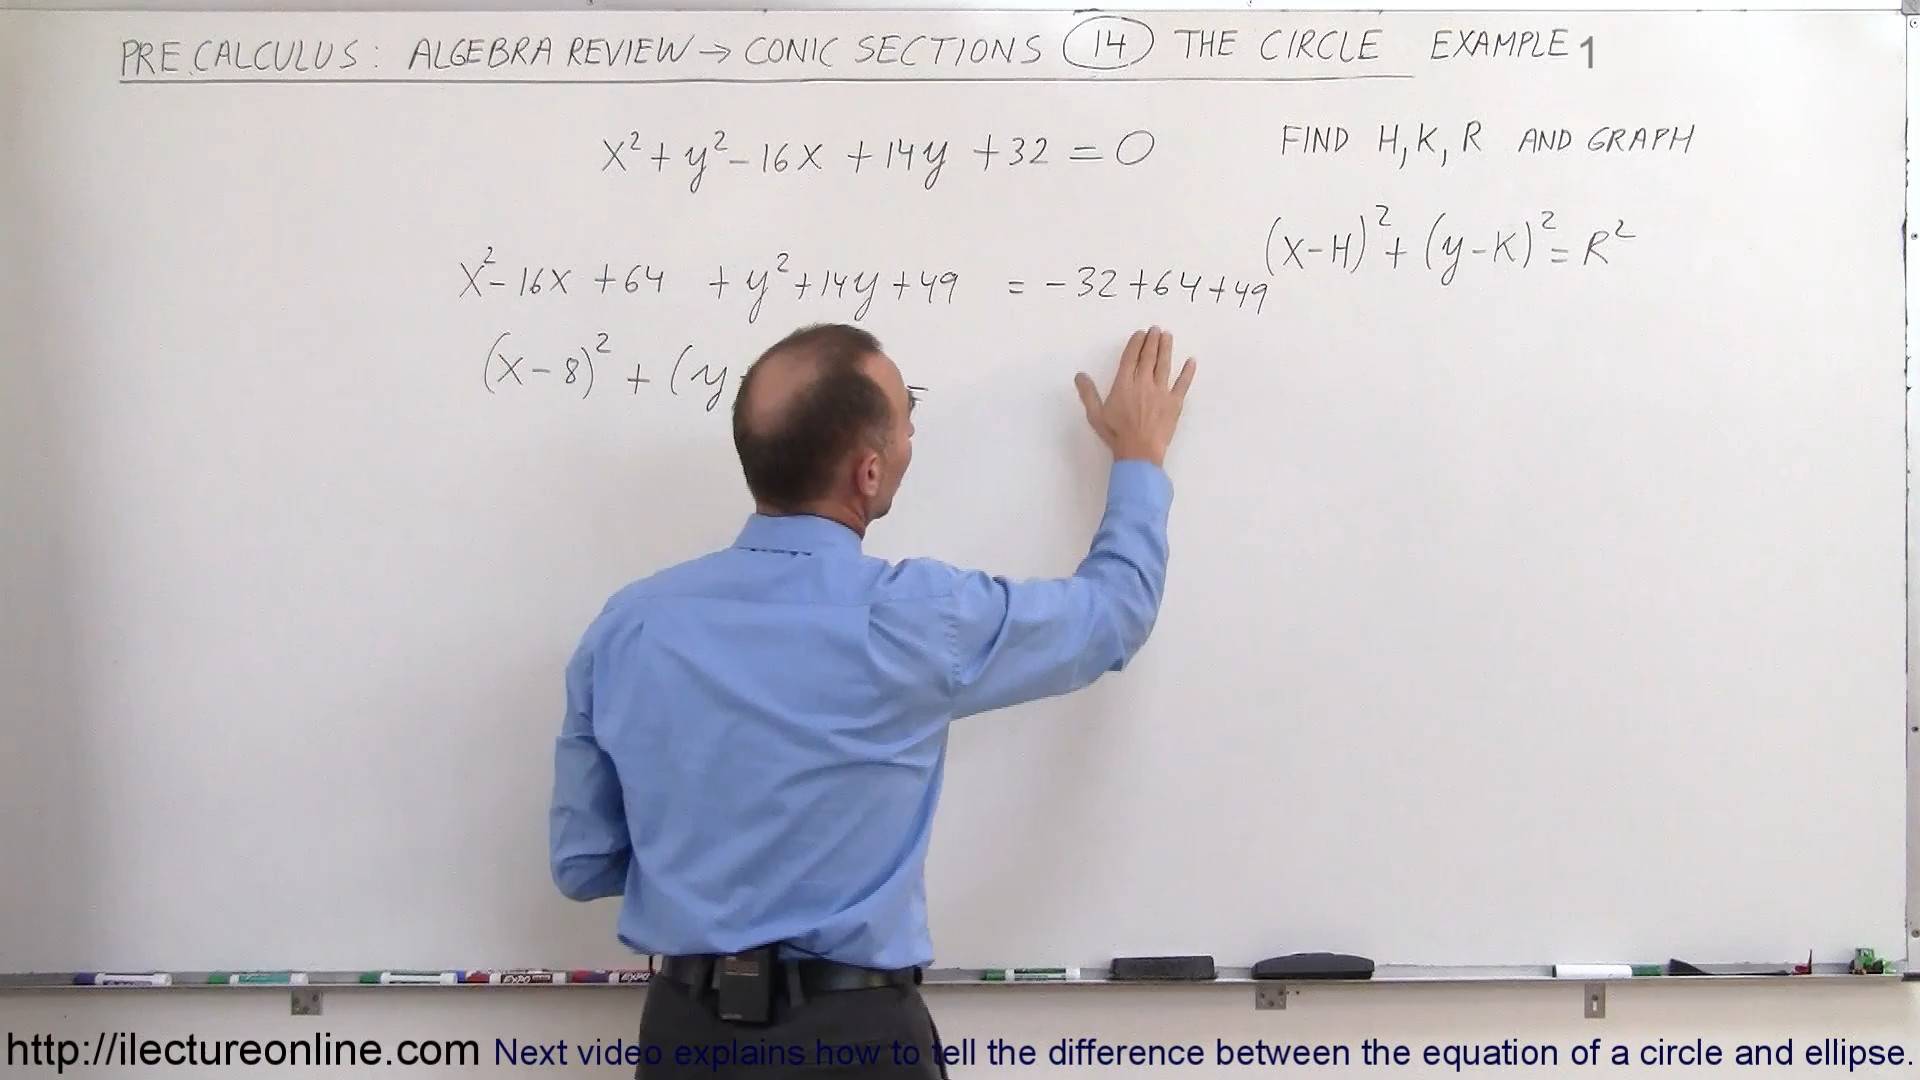 PRE CALCULUS: ALGEBRA REVIEW → CONIC SECTIONS 14 THE CIRCLE EXAMPLE 1
x² + y² - 16x + 14y + 32 = 0
FIND H, K, R AND GRAPH
(x-H)² + (y-K)² = R²
x² - 16x + 64 + y² + 14y + 49 = -32 + 64 + 49
(x - 8)² + (y
EXPO
EXPO
http://ilectureonline.com Next video explains how to tell the difference between the equation of a circle and ellipse.